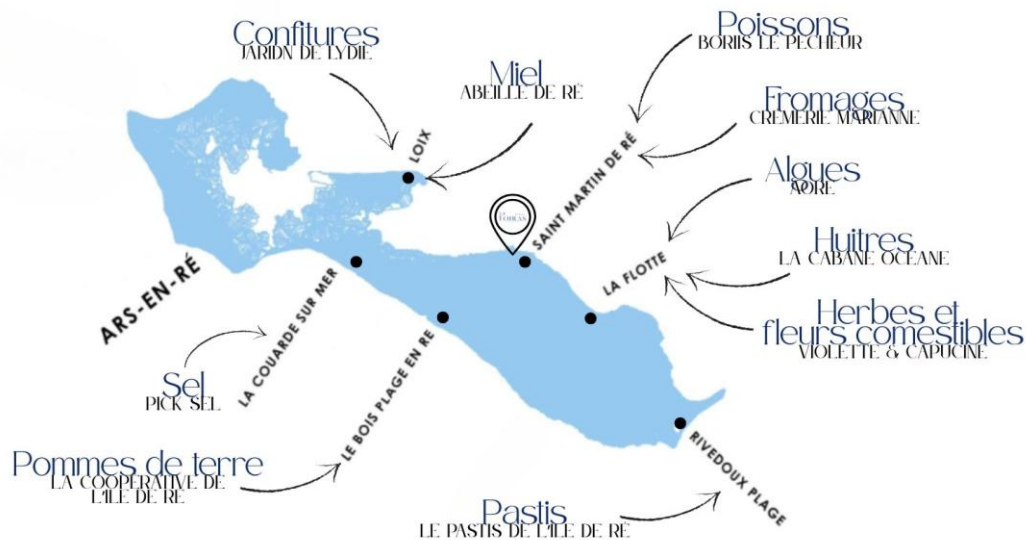 Confitures
JARIDN DE LYDIE
Miel
ABEILLE DE RÉ
Poissons
BORIIS LE PECHEUR
Fromages
CREMERIE MARIANNE
Algues
Huitres
LA CABANE OCÉANE
Herbes et
fleurs comestibles
VIOLETTE & CAPUCINE
LOIX
SAINT MARTIN DE RÉ
LA FLOTTE
ARS-EN-RÉ
LA COUARDE SUR MER
LE BOIS PLAGE EN RE
RIVEDOUX PLAGE
Sel
PICK SEL
Pommes de terre
LA COOPÉRATIVE DE
L'ILE DE RÉ
Pastis
LE PASTIS DE L'ILE DE RÉ